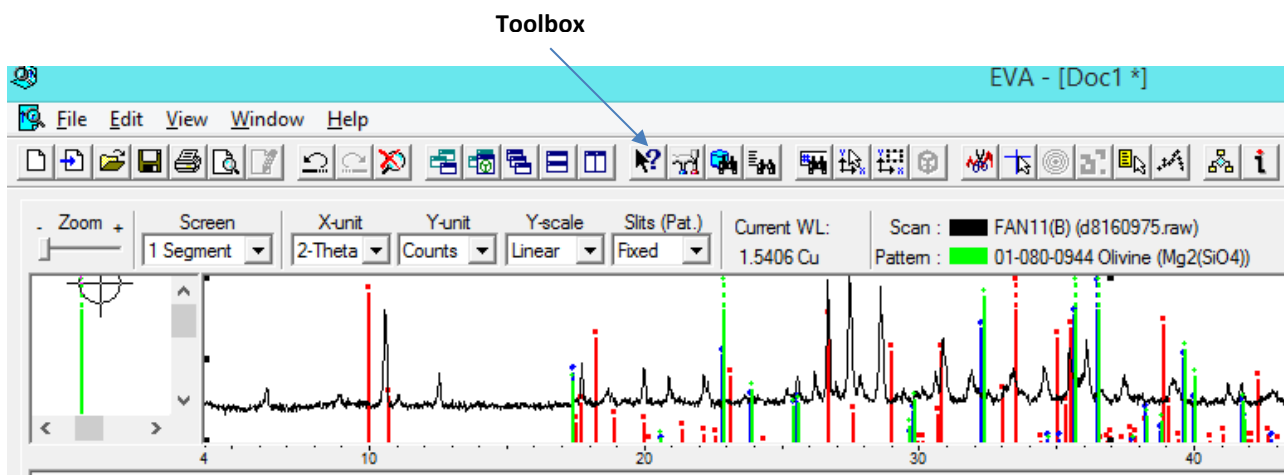 Toolbox
EVA - [Doc1 *]
File Edit View Window Help
Zoom Screen X-unit Y-unit Y-scale Slits (Pat.) Current WL: Scan : FAN11(B) (d8160975.raw)
- + 1 Segment 2-Theta Counts Linear Fixed 1.5406 Cu Pattern : 01-080-0944 Olivine (Mg2(SiO4))
4 10 20 30 40